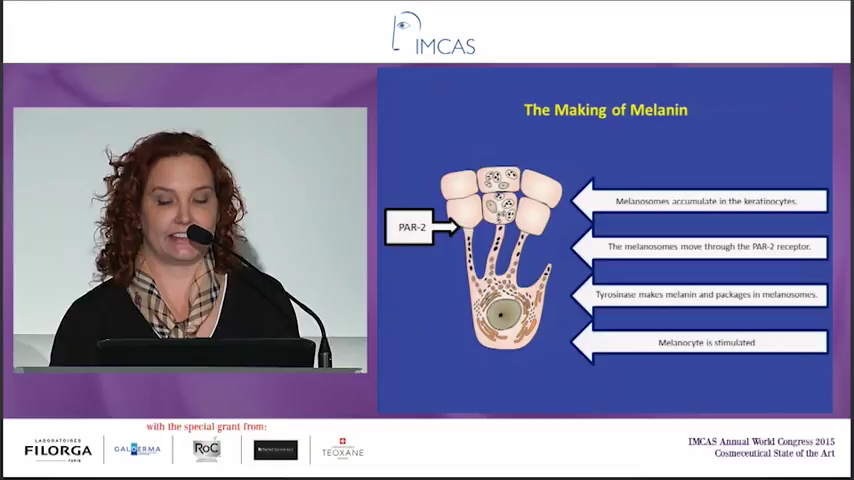 IMCAS
The Making of Melanin
Melanosomes accumulate in the keratinocytes.
PAR-2
The melanosomes move through the PAR-2 receptor.
Tyrosinase makes melanin and packages in melanosomes.
Melanocyte is stimulated
with the special grant from:
LABORATOIRES
FILORGA
PARIS
GALDERMA
RoC
TEOXANE
IMCAS Annual World Congress 2015
Cosmeceutical State of the Art